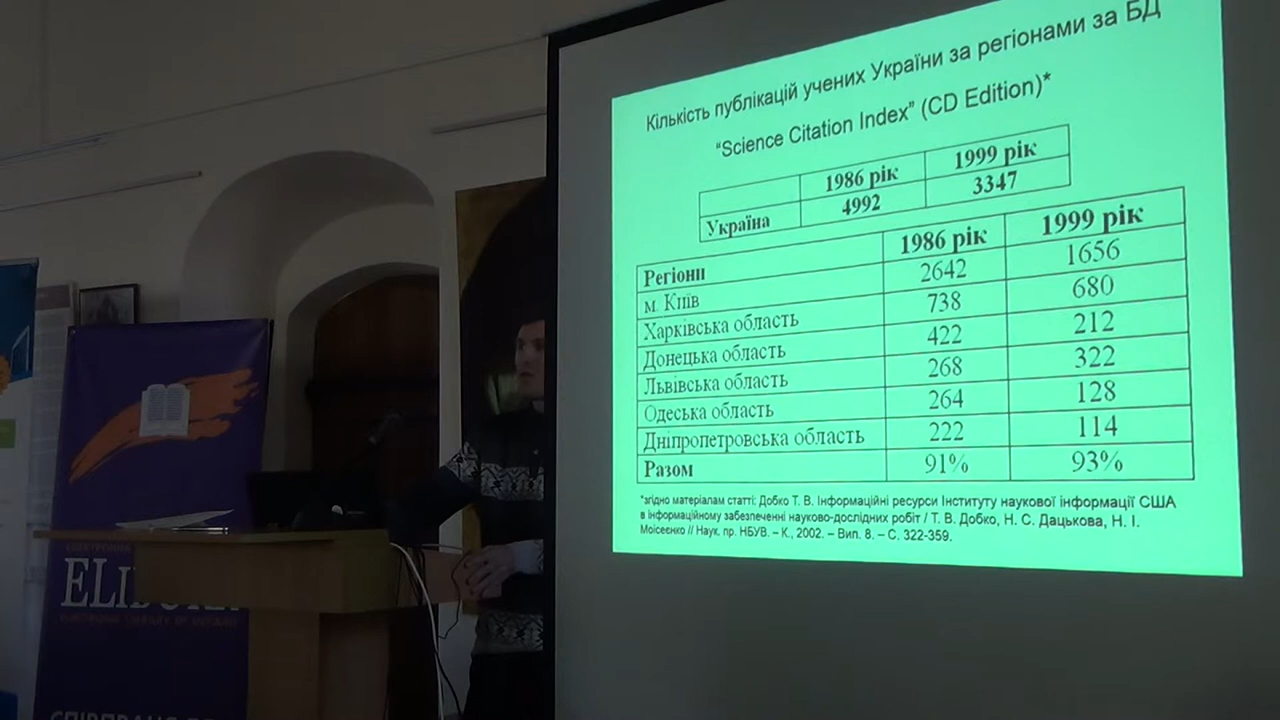 Кількість публікацій учених України за регіонами за БД
“Science Citation Index” (CD Edition)*
1986 рік 1999 рік
Україна 4992 3347
Регіони 1986 рік 1999 рік
м. Київ 2642 1656
Харківська область 738 680
Донецька область 422 212
Львівська область 268 322
Одеська область 264 128
Дніпропетровська область 222 114
Разом 91% 93%
*згідно матеріалам статті: Добко Т. В. Інформаційні ресурси Інституту наукової інформації США
в інформаційному забезпеченні науково-дослідних робіт / Т. В. Добко, Н. С. Дацькова, Н. І.
Моісеєнко // Наук. пр. НБУВ. – К., 2002. – Вип. 8. – С. 322-359.